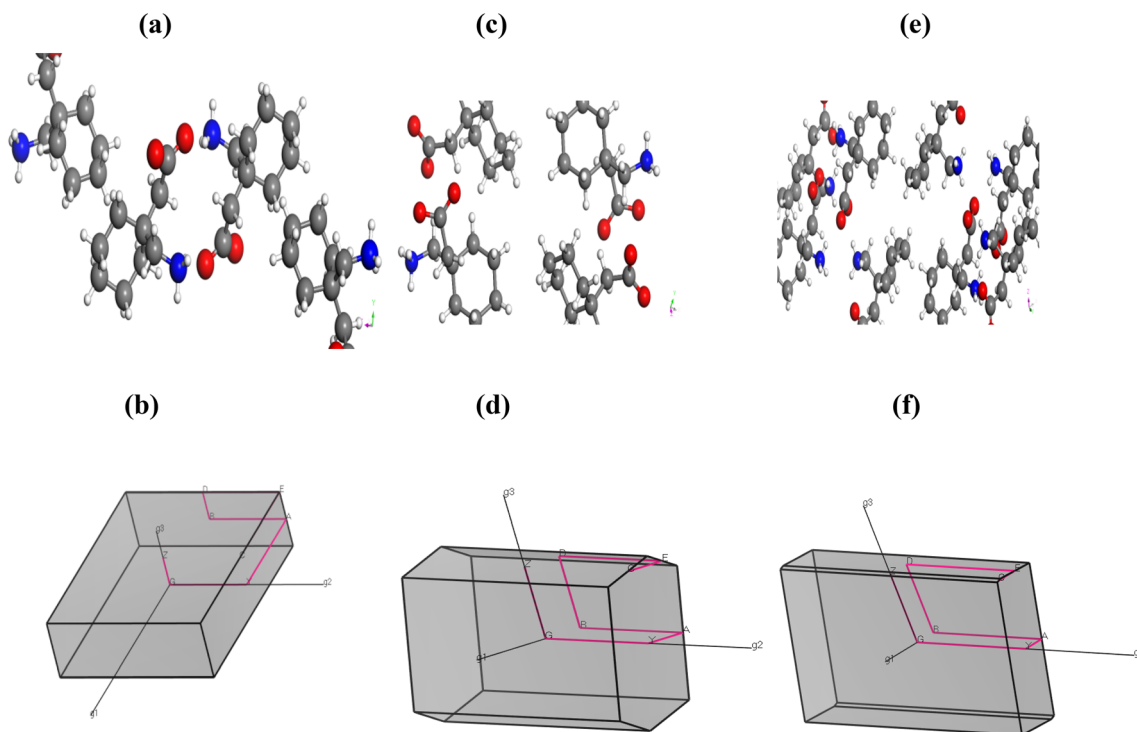 (a) (c) (e)
(b) (d) (f)
D E
B A
g3
Z C
G Y g2
g1
g3
D E
Z C
B A
G Y g2
g1
g3
D E
Z C
B A
G Y g
g1